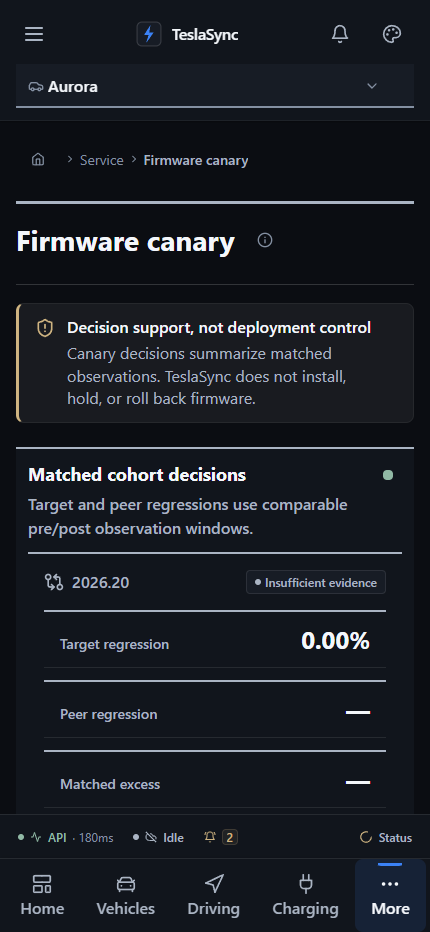 TeslaSync
Aurora
Service
Firmware canary
Firmware canary
Decision support, not deployment control
Canary decisions summarize matched
observations. TeslaSync does not install,
hold, or roll back firmware.
Matched cohort decisions
Target and peer regressions use comparable
pre/post observation windows.
2026.20
Insufficient evidence
Target regression
0.00%
Peer regression
—
Matched excess
—
API · 180ms
Idle
2
Status
Home
Vehicles
Driving
Charging
More